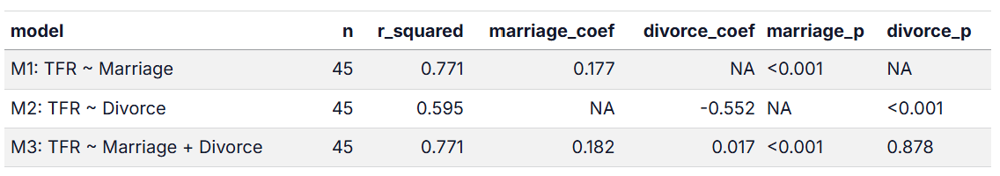 model n r_squared marriage_coef divorce_coef marriage_p divorce_p
M1: TFR ~ Marriage 45 0.771 0.177 NA <0.001 NA
M2: TFR ~ Divorce 45 0.595 NA -0.552 NA <0.001
M3: TFR ~ Marriage + Divorce 45 0.771 0.182 0.017 <0.001 0.878